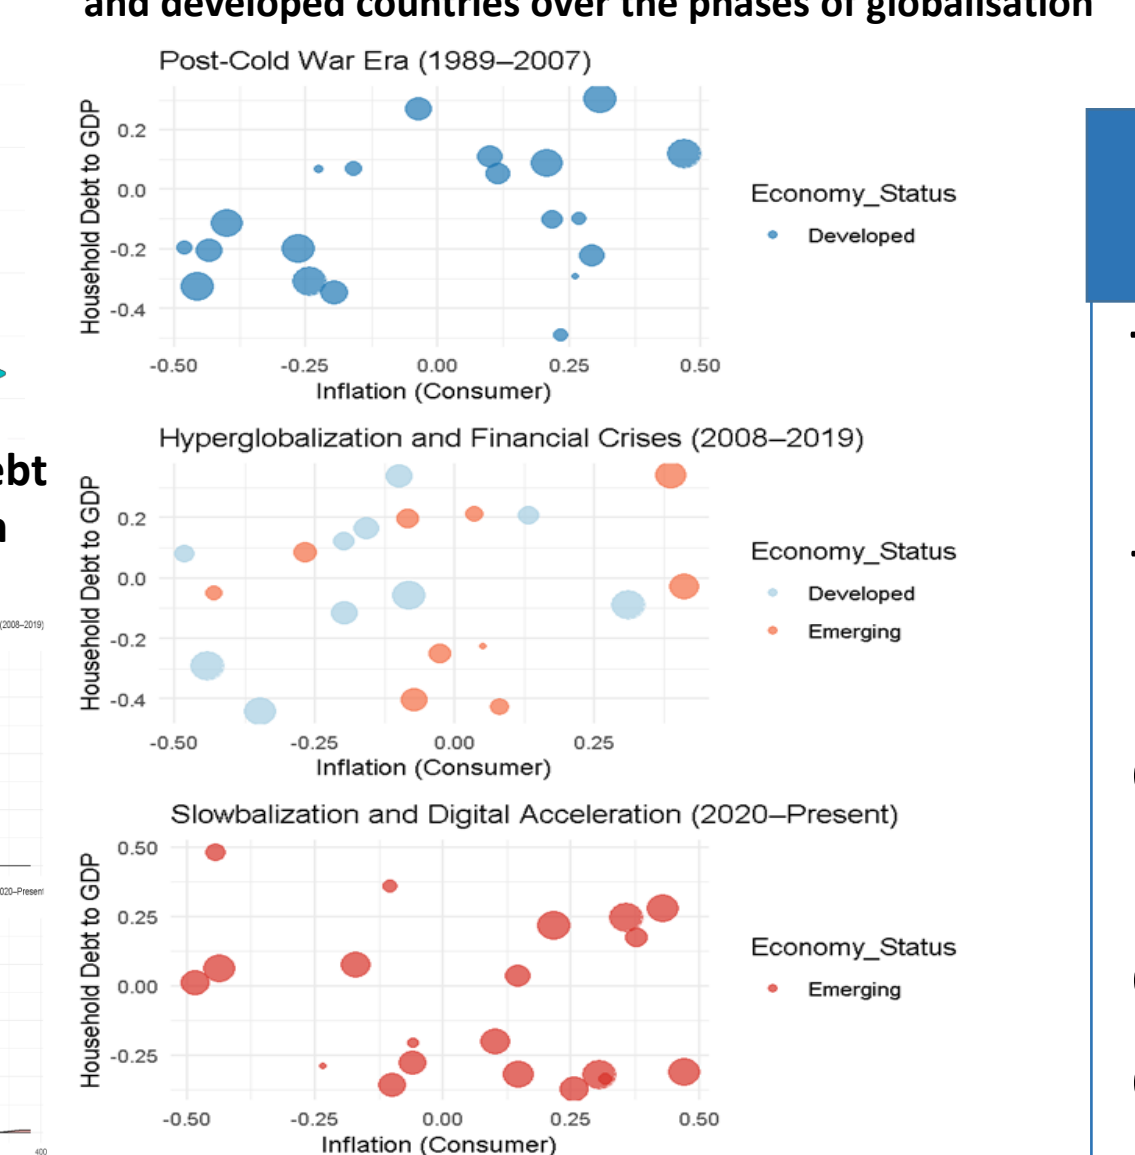 and developed countries over the phases of globalisation
Post-Cold War Era (1989–2007)
Household Debt to GDP
0.2
0.0
-0.2
-0.4
-0.50 -0.25 0.00 0.25 0.50
Inflation (Consumer)
Economy_Status
Developed
Hyperglobalization and Financial Crises (2008–2019)
Household Debt to GDP
0.2
0.0
-0.2
-0.4
-0.50 -0.25 0.00 0.25
Inflation (Consumer)
Economy_Status
Developed
Emerging
Slowbalization and Digital Acceleration (2020–Present)
Household Debt to GDP
0.50
0.25
0.00
-0.25
-0.50 -0.25 0.00 0.25 0.50
Inflation (Consumer)
Economy_Status
Emerging
ebt
(2008–2019)
020–Present
400